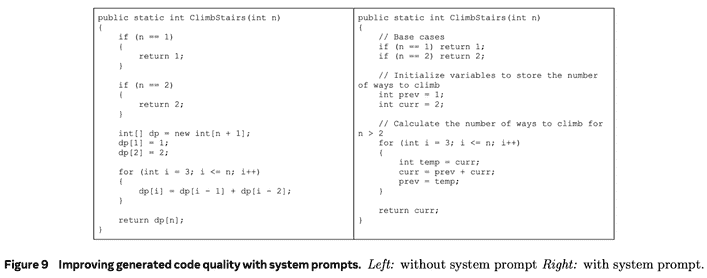 public static int ClimbStairs(int n)
{
    if (n == 1)
    {
        return 1;
    }

    if (n == 2)
    {
        return 2;
    }

    int[] dp = new int[n + 1];
    dp[1] = 1;
    dp[2] = 2;

    for (int i = 3; i <= n; i++)
    {
        dp[i] = dp[i - 1] + dp[i - 2];
    }

    return dp[n];
}
public static int ClimbStairs(int n)
{
    // Base cases
    if (n == 1) return 1;
    if (n == 2) return 2;

    // Initialize variables to store the number
of ways to climb
    int prev = 1;
    int curr = 2;

    // Calculate the number of ways to climb for
n > 2
    for (int i = 3; i <= n; i++)
    {
        int temp = curr;
        curr = prev + curr;
        prev = temp;
    }

    return curr;
}
Figure 9 Improving generated code quality with system prompts. Left: without system prompt Right: with system prompt.